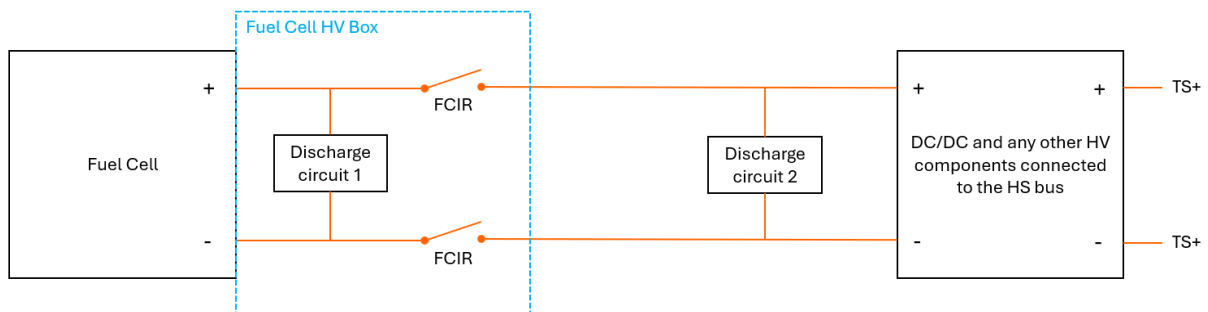 Fuel Cell HV Box
+
Fuel Cell
-
Discharge
circuit 1
FCIR
FCIR
Discharge
circuit 2
+
+
DC/DC and any other HV
components connected
to the HS bus
-
-
TS+
TS+